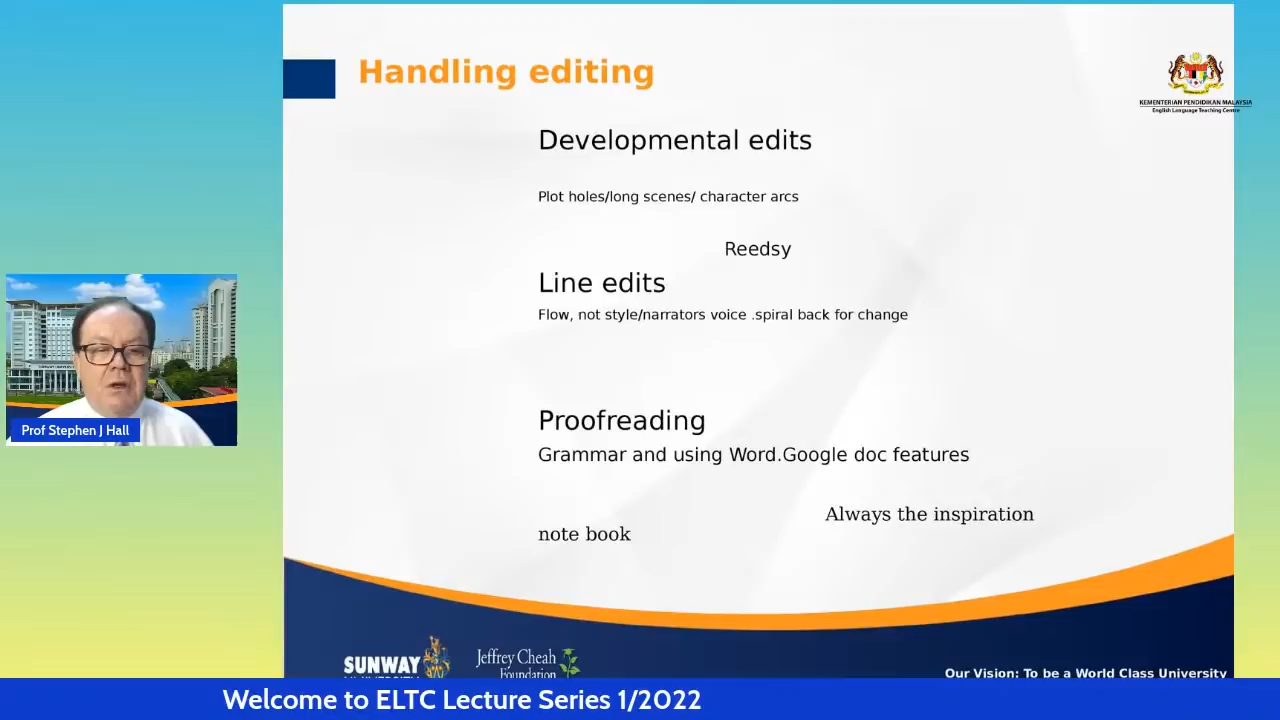 Handling editing
KEMENTERIAN PENDIDIKAN MALAYSIA
English Language Teaching Centre
Developmental edits
Plot holes/long scenes/ character arcs
Reedsy
Line edits
Flow, not style/narrators voice .spiral back for change
Proofreading
Grammar and using Word.Google doc features
Always the inspiration
note book
Prof Stephen J Hall
SUNWAY
Jeffrey Cheah
Foundation
Our Vision: To be a World Class University
Welcome to ELTC Lecture Series 1/2022